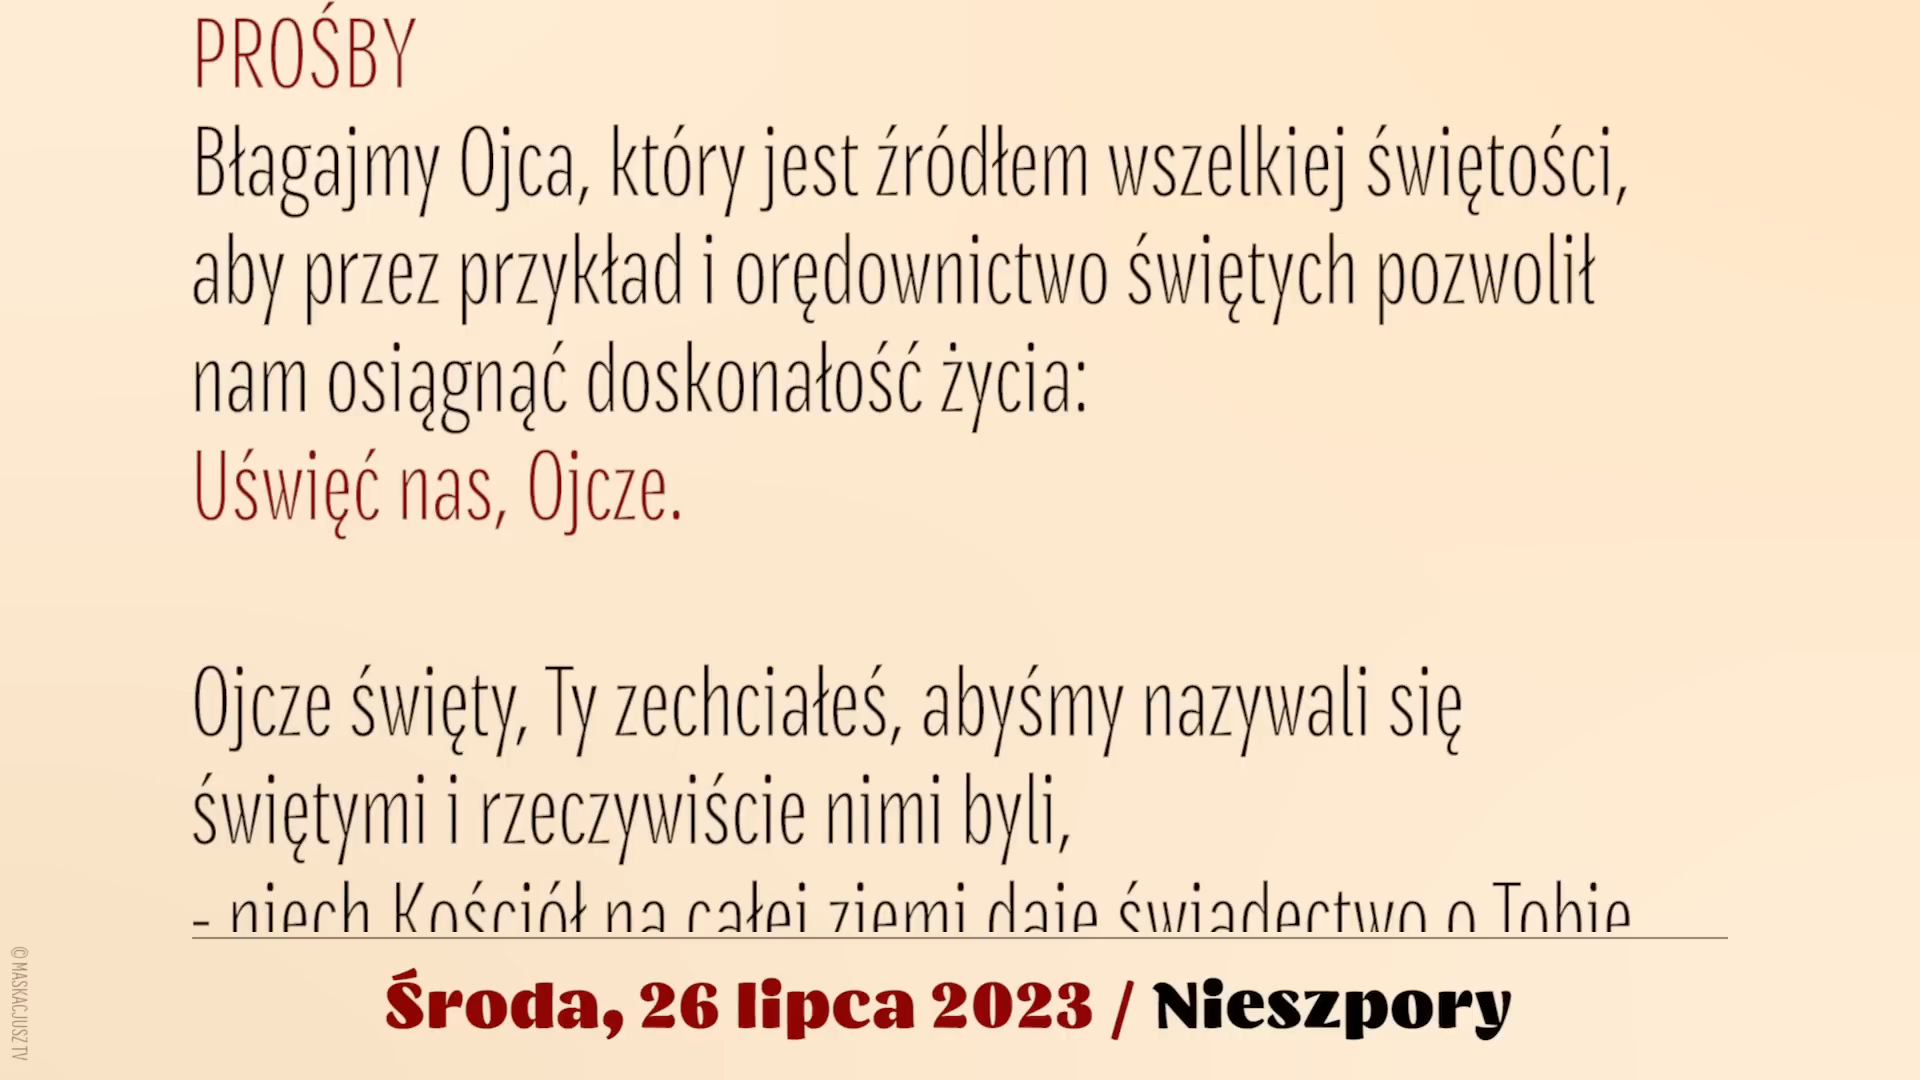 PROŚBY
Błagajmy Ojca, który jest źródłem wszelkiej świętości,
aby przez przykład i orędownictwo świętych pozwolił
nam osiągnąć doskonałość życia:
Uświęć nas, Ojcze.
Ojcze święty, Ty zechciałeś, abyśmy nazywali się
świętymi i rzeczywiście nimi byli,
- niech Kościół na całej ziemi daje świadectwo o Tobie
Środa, 26 lipca 2023 / Nieszpory
© MASKACJUSZ TV